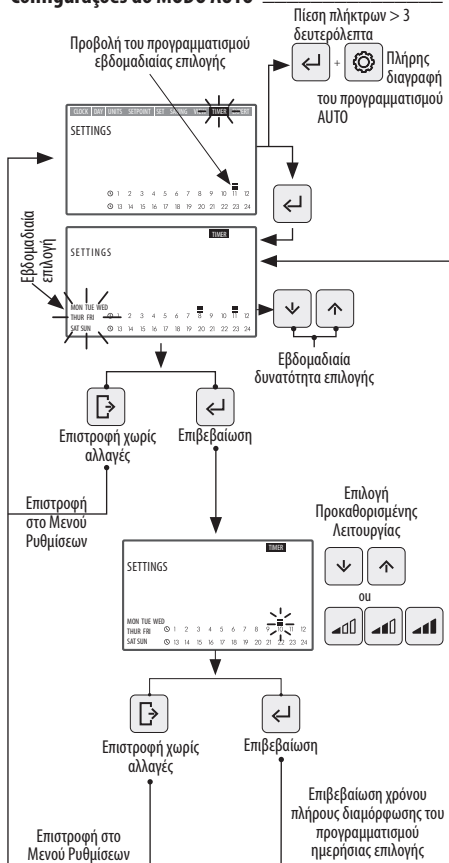 Configurações do MODO AUTO
Πίεση πλήκτρων > 3
δευτερόλεπτα
Προβολή του προγραμματισμού
εβδομαδιαίας επιλογής
+
Πλήρης
διαγραφή
του προγραμματισμού
AUTO
CLOCK DAY UNITS SETPOINT SET TIMER
SETTINGS
1 2 3 4 5 6 7 8 9 10 11 12
13 14 15 16 17 18 19 20 21 22 23 24
TIMER
SETTINGS
Εβδομαδιαία
επιλογή
MON TUE WED
THUR FRI 1 2 3 4 5 6 7 8 9 10 11 12
SAT SUN 13 14 15 16 17 18 19 20 21 22 23 24
Εβδομαδιαία
δυνατότητα επιλογής
Επιστροφή χωρίς
αλλαγές
Επιβεβαίωση
Επιστροφή
στο Μενού
Ρυθμίσεων
Επιλογή
Προκαθορισμένης
Λειτουργίας
TIMER
SETTINGS
ou
MON TUE WED
THUR FRI 1 2 3 4 5 6 7 8 9 10 11 12
SAT SUN 13 14 15 16 17 18 19 20 21 22 23 24
Επιστροφή χωρίς
αλλαγές
Επιβεβαίωση
Επιβεβαίωση χρόνου
πλήρους διαμόρφωσης του
προγραμματισμού
ημερήσιας επιλογής
Επιστροφή στο
Μενού Ρυθμίσεων